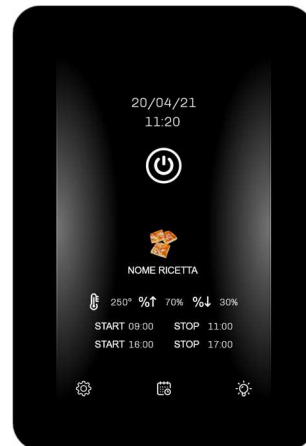 20/04/21
11:20
NOME RICETTA
250° %↑ 70% %↓ 30%
START 09:00 STOP 11:00
START 16:00 STOP 17:00